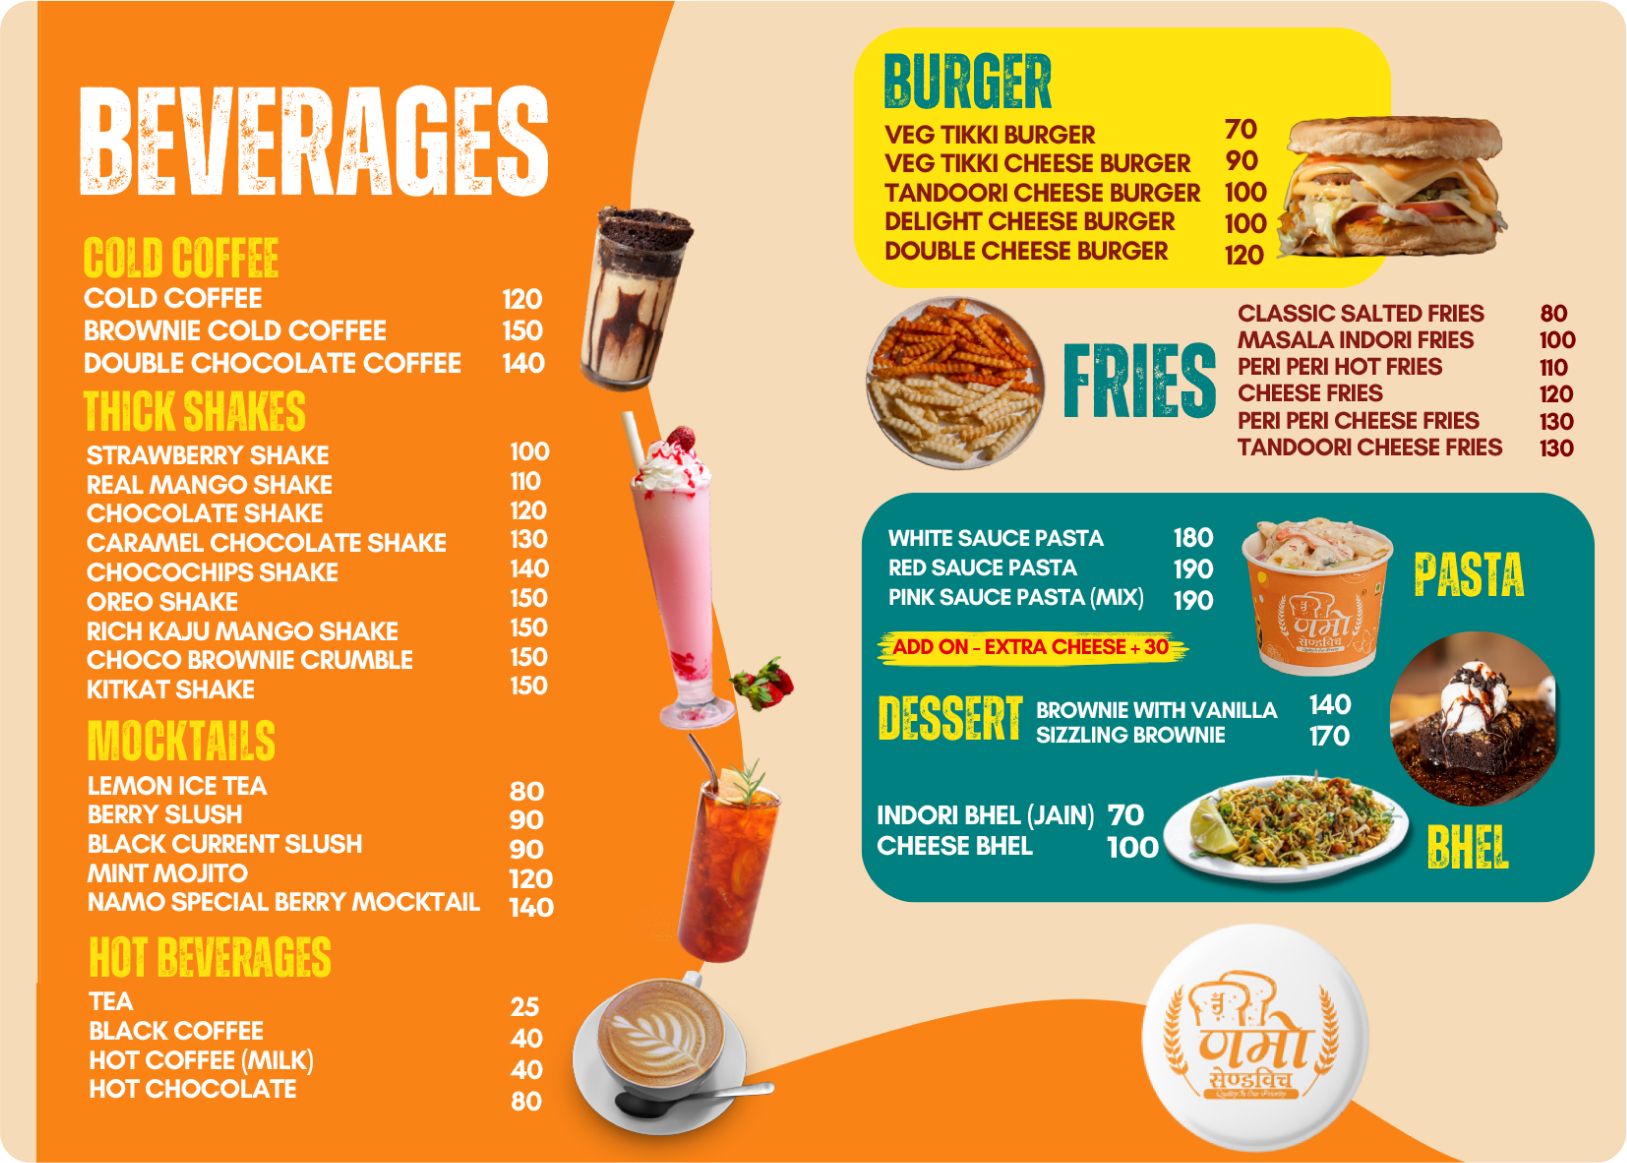 BEVERAGES
COLD COFFEE
COLD COFFEE 120
BROWNIE COLD COFFEE 150
DOUBLE CHOCOLATE COFFEE 140
THICK SHAKES
STRAWBERRY SHAKE 100
REAL MANGO SHAKE 110
CHOCOLATE SHAKE 120
CARAMEL CHOCOLATE SHAKE 130
CHOCOCHIPS SHAKE 140
OREO SHAKE 150
RICH KAJU MANGO SHAKE 150
CHOCO BROWNIE CRUMBLE 150
KITKAT SHAKE 150
MOCKTAILS
LEMON ICE TEA 80
BERRY SLUSH 90
BLACK CURRENT SLUSH 90
MINT MOJITO 120
NAMO SPECIAL BERRY MOCKTAIL 140
HOT BEVERAGES
TEA 25
BLACK COFFEE 40
HOT COFFEE (MILK) 40
HOT CHOCOLATE 80
BURGER
VEG TIKKI BURGER 70
VEG TIKKI CHEESE BURGER 90
TANDOORI CHEESE BURGER 100
DELIGHT CHEESE BURGER 100
DOUBLE CHEESE BURGER 120
FRIES
CLASSIC SALTED FRIES 80
MASALA INDORI FRIES 100
PERI PERI HOT FRIES 110
CHEESE FRIES 120
PERI PERI CHEESE FRIES 130
TANDOORI CHEESE FRIES 130
PASTA
WHITE SAUCE PASTA 180
RED SAUCE PASTA 190
PINK SAUCE PASTA (MIX) 190
ADD ON - EXTRA CHEESE + 30
णमो
सेण्डविच
DESSERT
BROWNIE WITH VANILLA 140
SIZZLING BROWNIE 170
BHEL
INDORI BHEL (JAIN) 70
CHEESE BHEL 100
णमो
सेण्डविच
Quality Is Our Priority